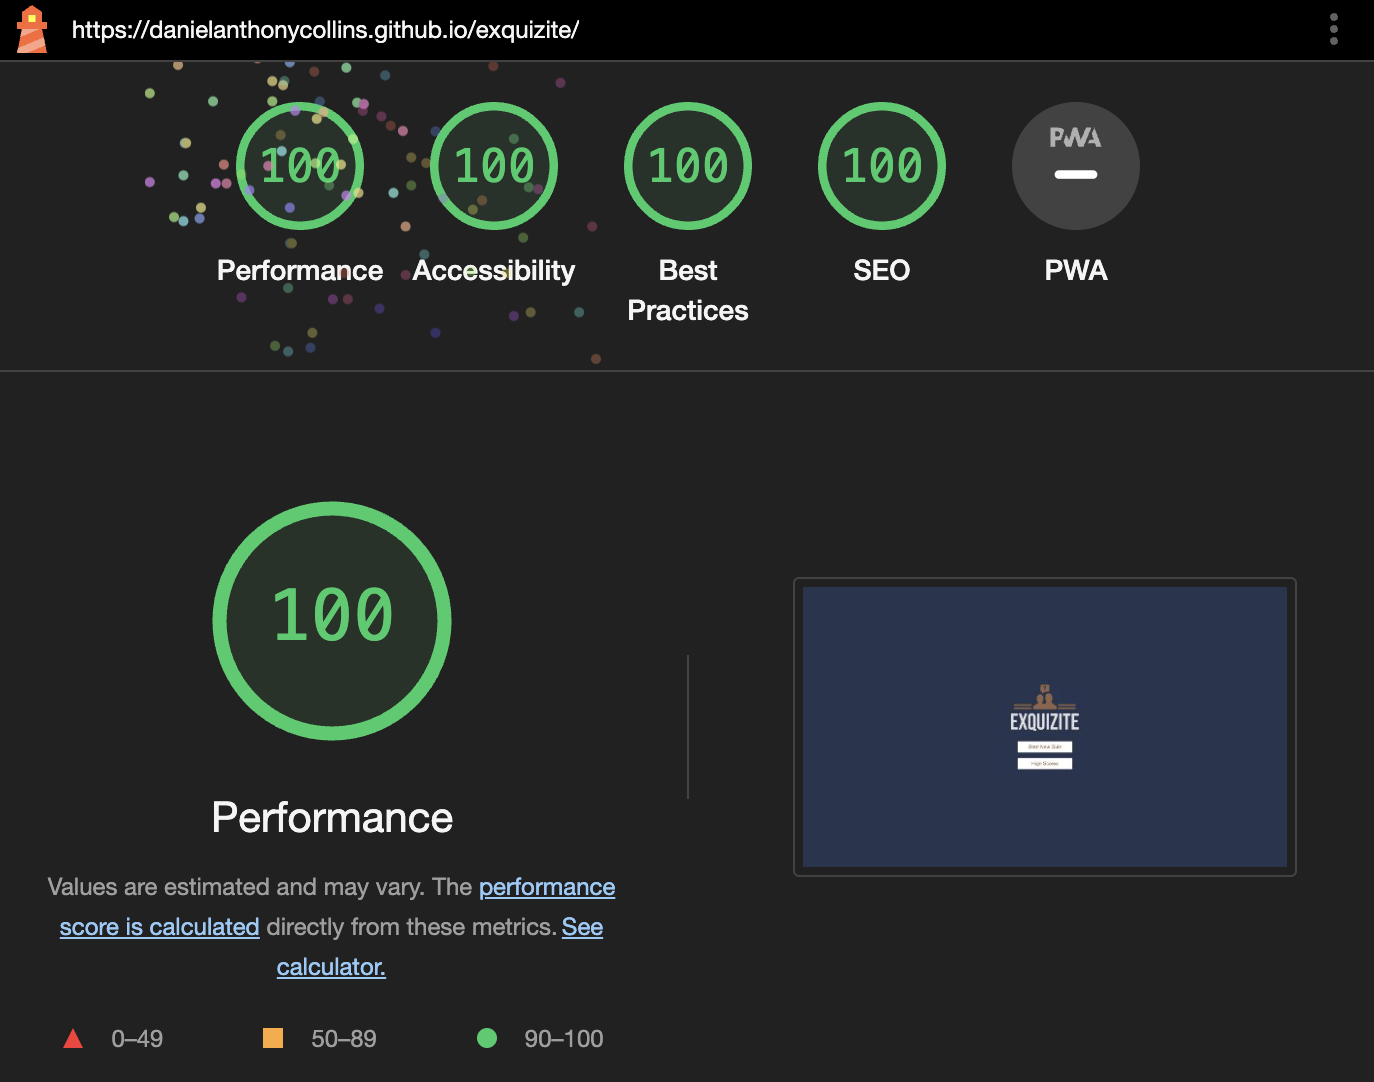 https://danielanthonycollins.github.io/exquizite/
100 100 100 100 PWA
Performance Accessibility Best Practices SEO PWA
100
Performance
Values are estimated and may vary. The performance
score is calculated directly from these metrics. See
calculator.
0–49 50–89 90–100
EXQUIZITE
High Scores